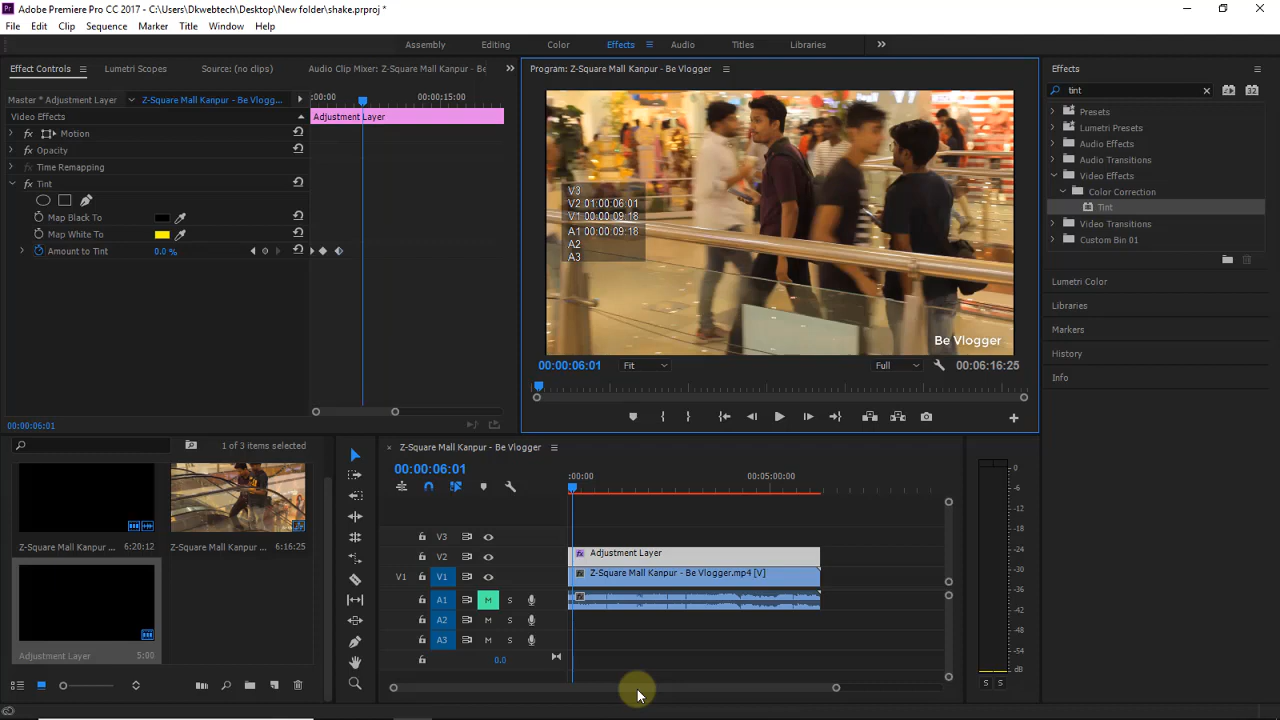 Adobe Premiere Pro CC 2017 - C:\Users\Dkwebtech\Desktop\New folder\shake.prproj *
File Edit Clip Sequence Marker Title Window Help
Assembly Editing Color Effects Audio Titles Libraries
Effect Controls Lumetri Scopes Source: (no clips) Audio Clip Mixer: Z-Square Mall Kanpur - Be
Master * Adjustment Layer Z-Square Mall Kanpur - Be Vlogg... :00:00 00:00;15:00
Video Effects Adjustment Layer
fx Motion
fx Opacity
fx Time Remapping
fx Tint
Map Black To
Map White To
Amount to Tint 0.0 %
00:00:06:01
Program: Z-Square Mall Kanpur - Be Vlogger
V3
V2 01:00:06:01
V1 00:00:09:18
A1 00:00:09:18
A2
A3
Be Vlogger
00:00:06:01 Fit Full 00:06:16:25
Effects
tint
Presets
Lumetri Presets
Audio Effects
Audio Transitions
Video Effects
Color Correction
Tint
Video Transitions
Custom Bin 01
Lumetri Color
Libraries
Markers
History
Info
1 of 3 items selected
Z-Square Mall Kanpur ... 6:20:12
Z-Square Mall Kanpur ... 6:16:25
Adjustment Layer 5:00
× Z-Square Mall Kanpur - Be Vlogger
00:00:06:01 :00:00 00:05:00:00
V3
V2 fx Adjustment Layer
V1 V1 fx Z-Square Mall Kanpur - Be Vlogger.mp4 [V]
A1 M S fx
A2 M S
A3 M S
0.0
0
-6
-12
-18
-24
-30
-36
-42
-48
-54
dB
S S